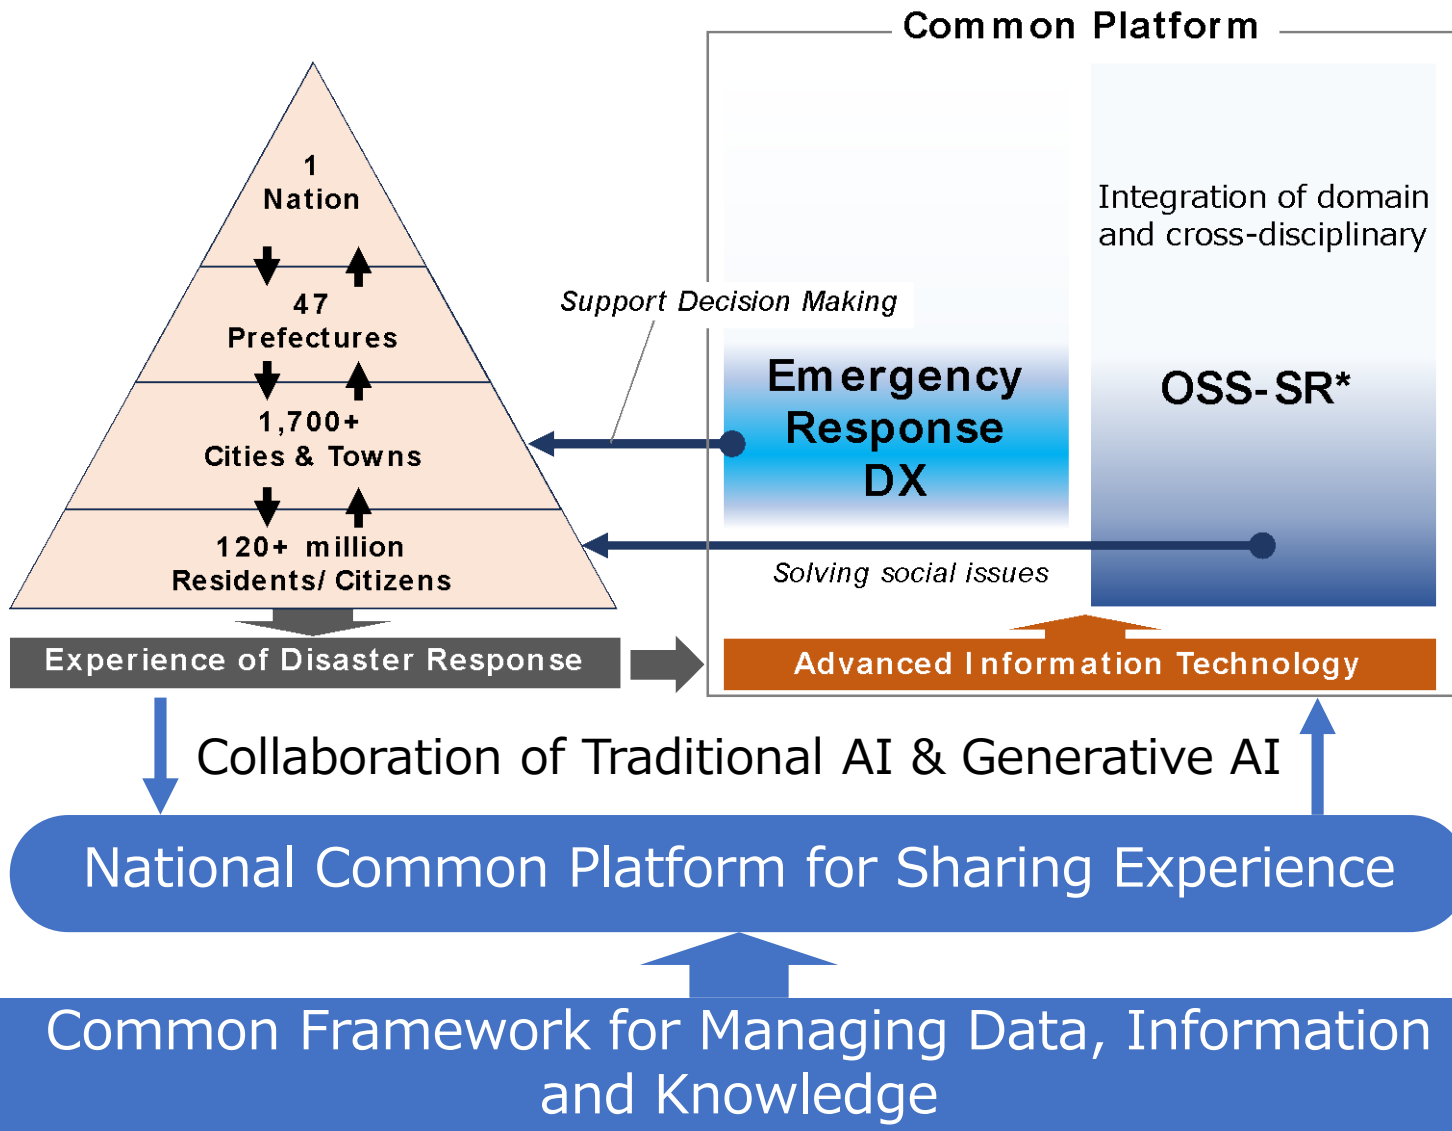 Common Platform
1
Nation
47
Prefectures
1,700+
Cities & Towns
120+ million
Residents/ Citizens
Support Decision Making
Emergency
Response
DX
Integration of domain
and cross-disciplinary
OSS-SR*
Solving social issues
Experience of Disaster Response
Advanced Information Technology
Collaboration of Traditional AI & Generative AI
National Common Platform for Sharing Experience
Common Framework for Managing Data, Information
and Knowledge